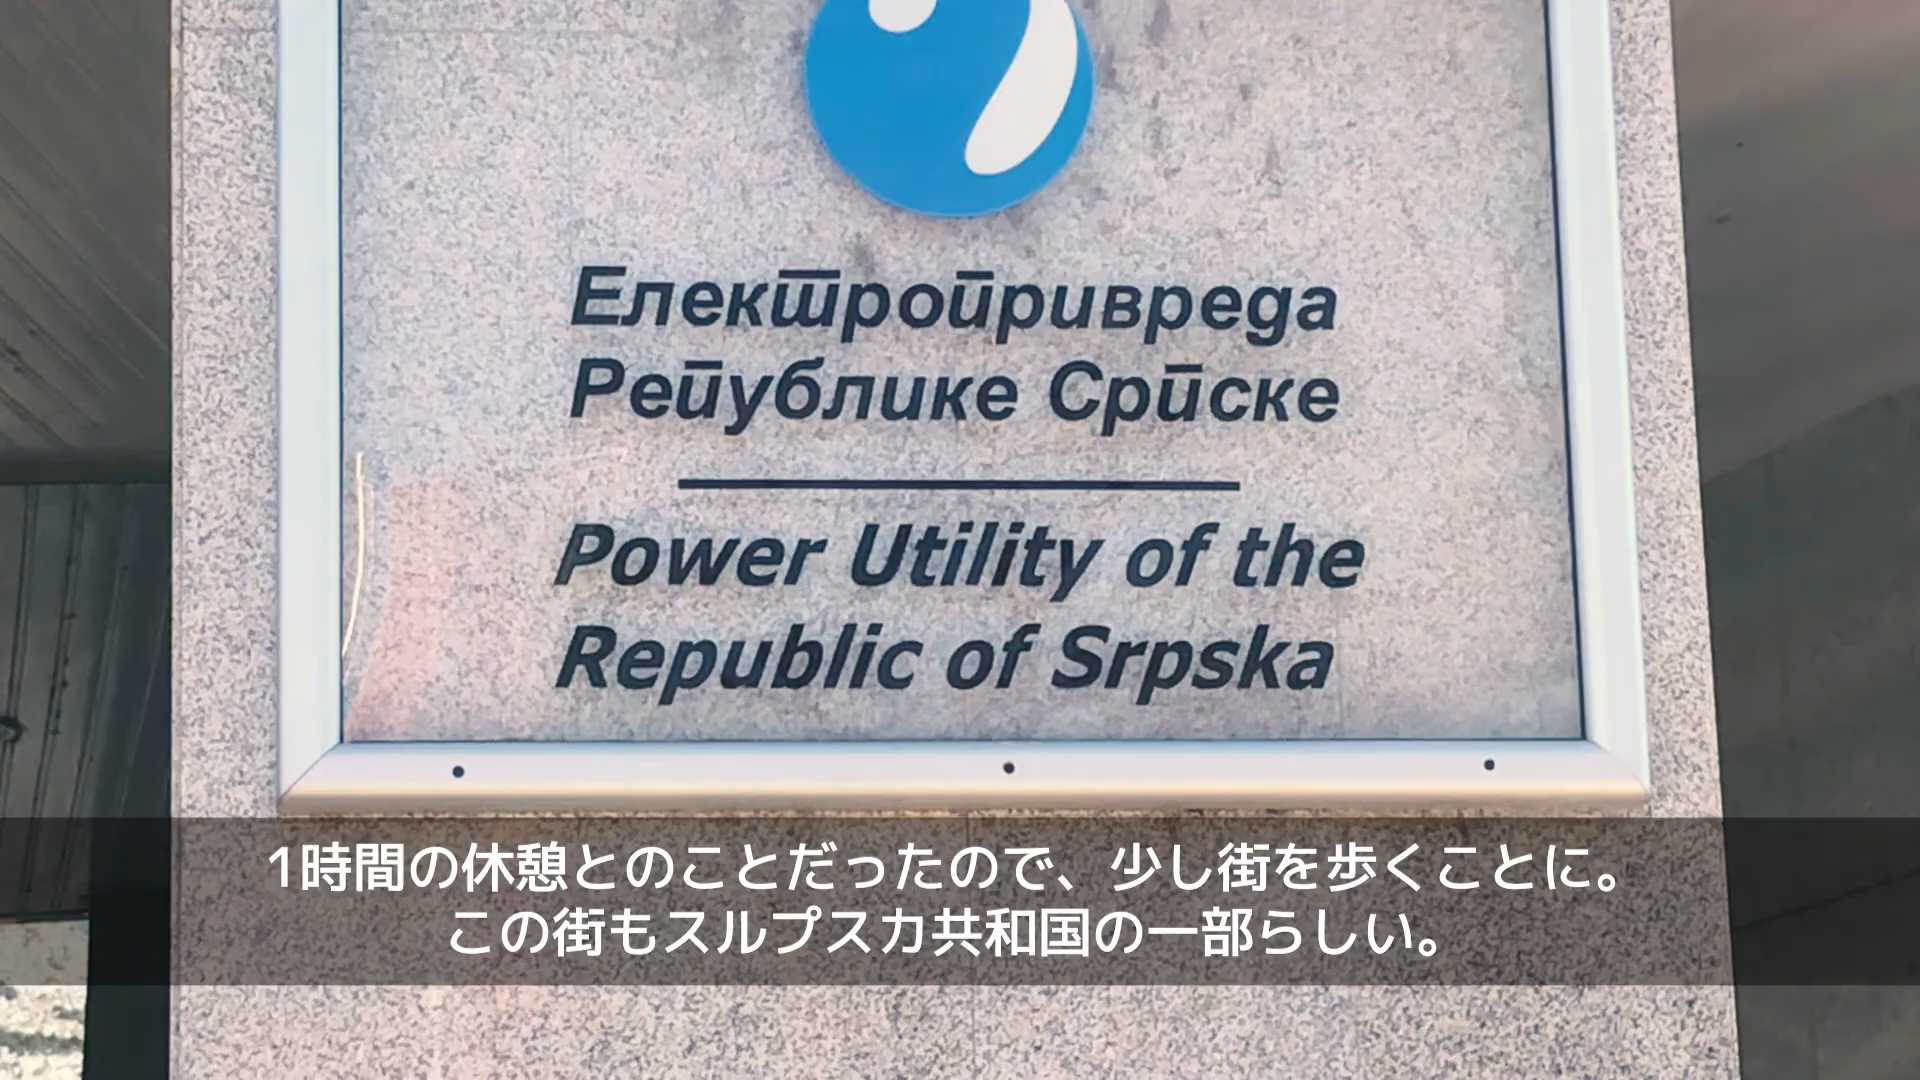 Електропривреда
Републике Српске
Power Utility of the
Republic of Srpska
1時間の休憩とのことだったので、少し街を歩くことに。
この街もスルプスカ共和国の一部らしい。